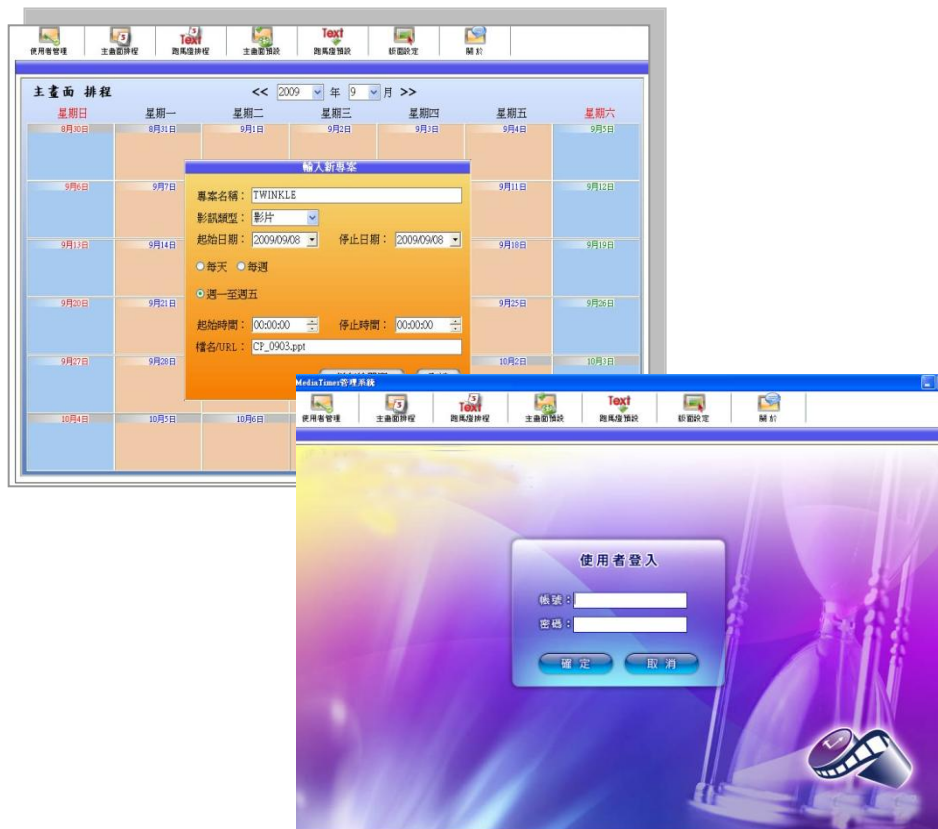 Text Text
使用者管理 主畫面排程 跑馬燈排程 主畫面預設 跑馬燈預設 版面設定 關於
主畫面 排程 << 2009 年 9 月 >>
星期日 星期一 星期二 星期三 星期四 星期五 星期六
8月30日 8月31日 9月1日 9月2日 9月3日 9月4日 9月5日
輸入新專案
9月6日 9月7日 9月11日 9月12日
專案名稱： TWINKLE
影訊類型： 影片
起始日期： 2009/09/08 停止日期： 2009/09/08
9月13日 9月14日 9月18日 9月19日
每天 每週
週一至週五
9月20日 9月21日 9月25日 9月26日
起始時間： 00:00:00 停止時間： 00:00:00
檔名/URL： CP_0903.ppt
9月27日 9月28日 10月2日 10月3日
10月4日 10月5日 10月6日
MediaTimer管理系統
Text Text
使用者管理 主畫面排程 跑馬燈排程 主畫面預設 跑馬燈預設 版面設定 關於
使用者登入
帳號：
密碼：
確定 取消